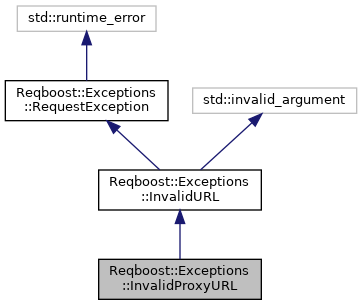 std::runtime_error
Reqboost::Exceptions
::RequestException
std::invalid_argument
Reqboost::Exceptions
::InvalidURL
Reqboost::Exceptions
::InvalidProxyURL